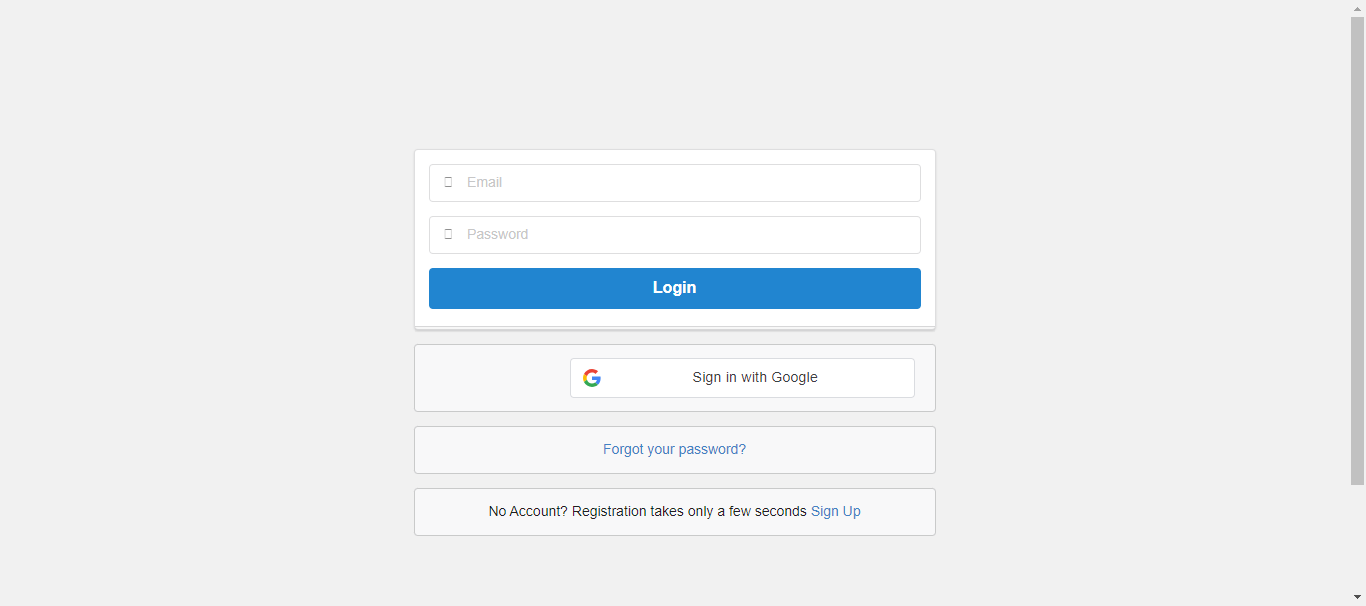 Email
Password
Login
Sign in with Google
Forgot your password?
No Account? Registration takes only a few seconds Sign Up